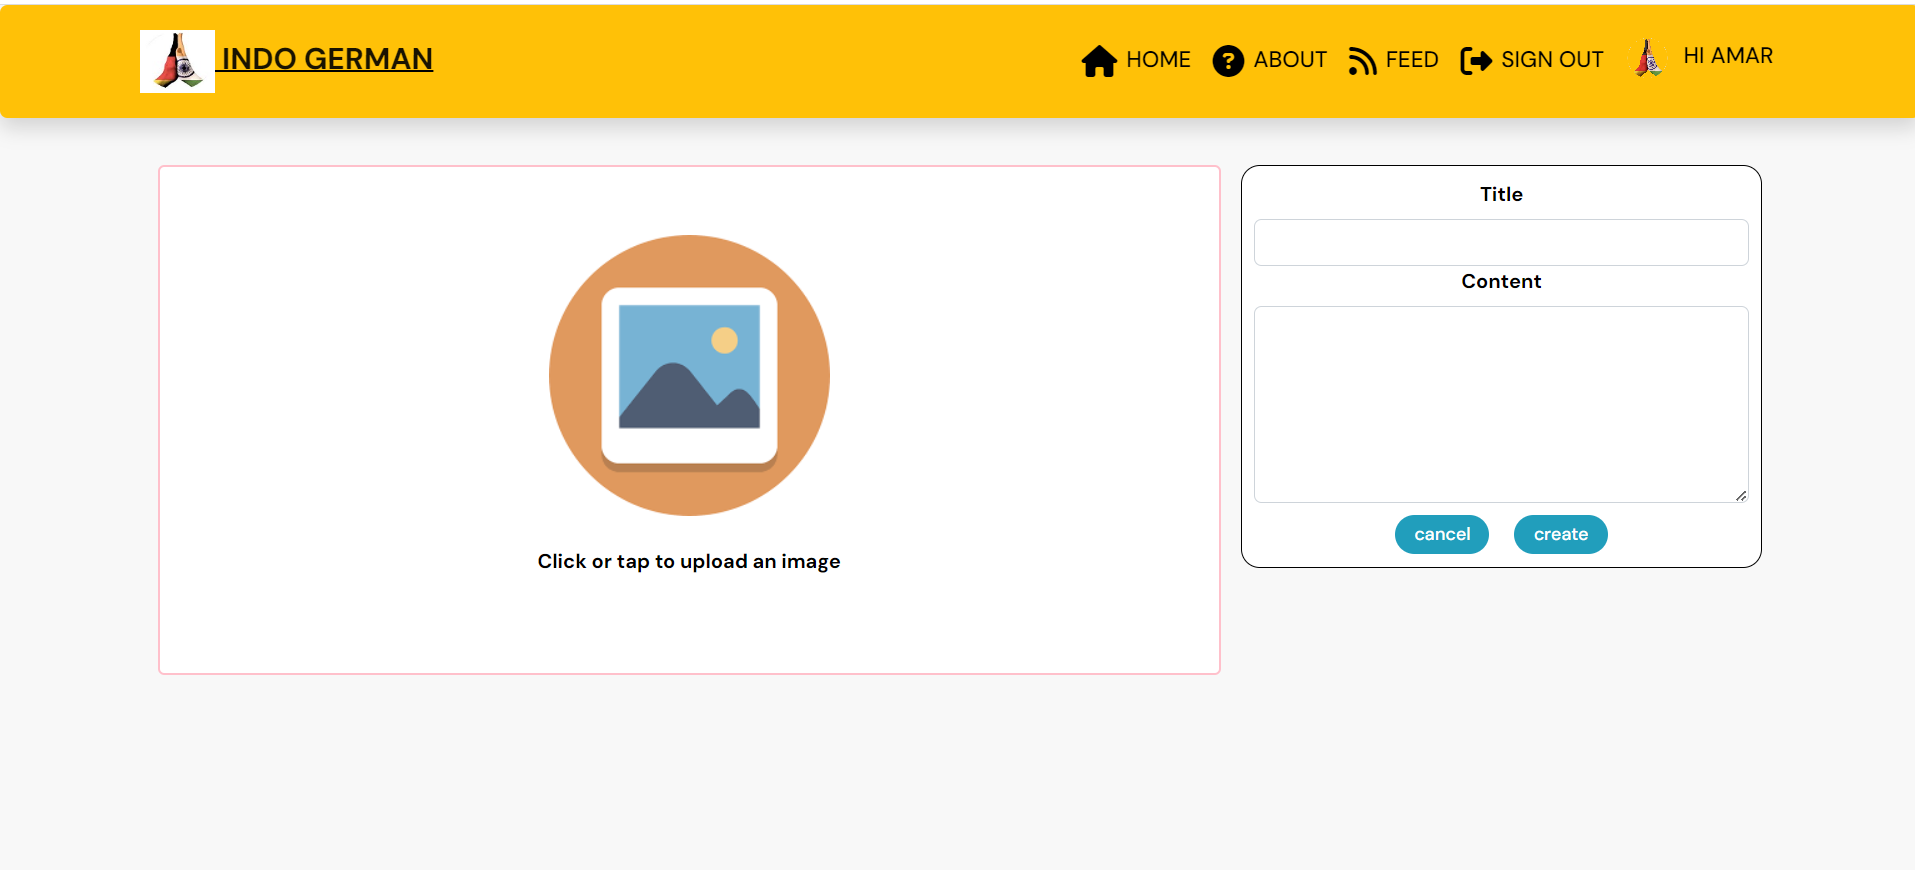 INDO GERMAN
HOME ABOUT FEED SIGN OUT HI AMAR
Click or tap to upload an image
Title
Content
cancel create